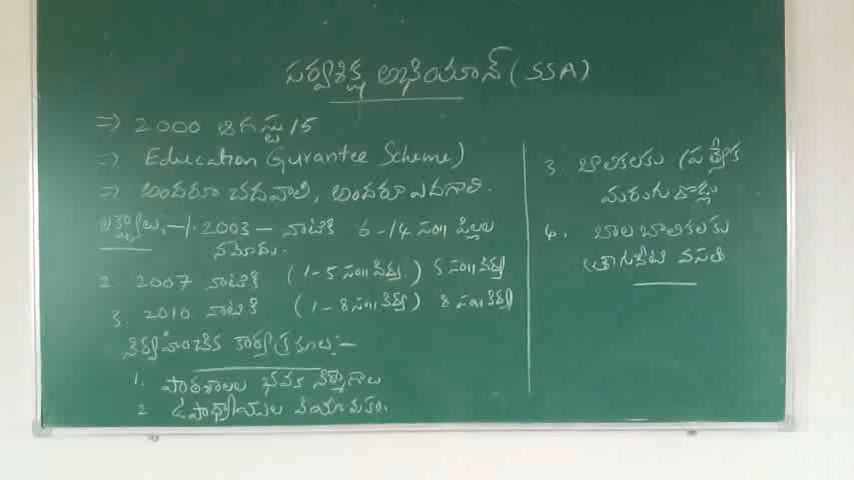 సర్వశిక్ష అభియాన్ (SSA)
⇒ 2000 ఆగస్టు 15
⇒ Education Gurantee Scheme)
⇒ అందరూ చదవాలి, అందరూ ఎదగాలి.
లక్ష్యాలు:- 1. 2003 - నాటికి 6-14 సం॥ పిల్లల
నమోదు.
2. 2007 నాటికి (1-5 సం॥ విద్య) 5 సం॥ విద్య
3. 2010 నాటికి (1-8 సం॥ విద్య) 8 సం॥ విద్య
నిర్వహించిన కార్యక్రమాలు:-
1. పాఠశాలల భవన నిర్మాణాలు
2 ఉపాధ్యాయుల నియామకం.
3. బాలికలకు ప్రత్యేక
మరుగుదొడ్లు
4. బాల బాలికలకు
త్రాగునీటి వసతి